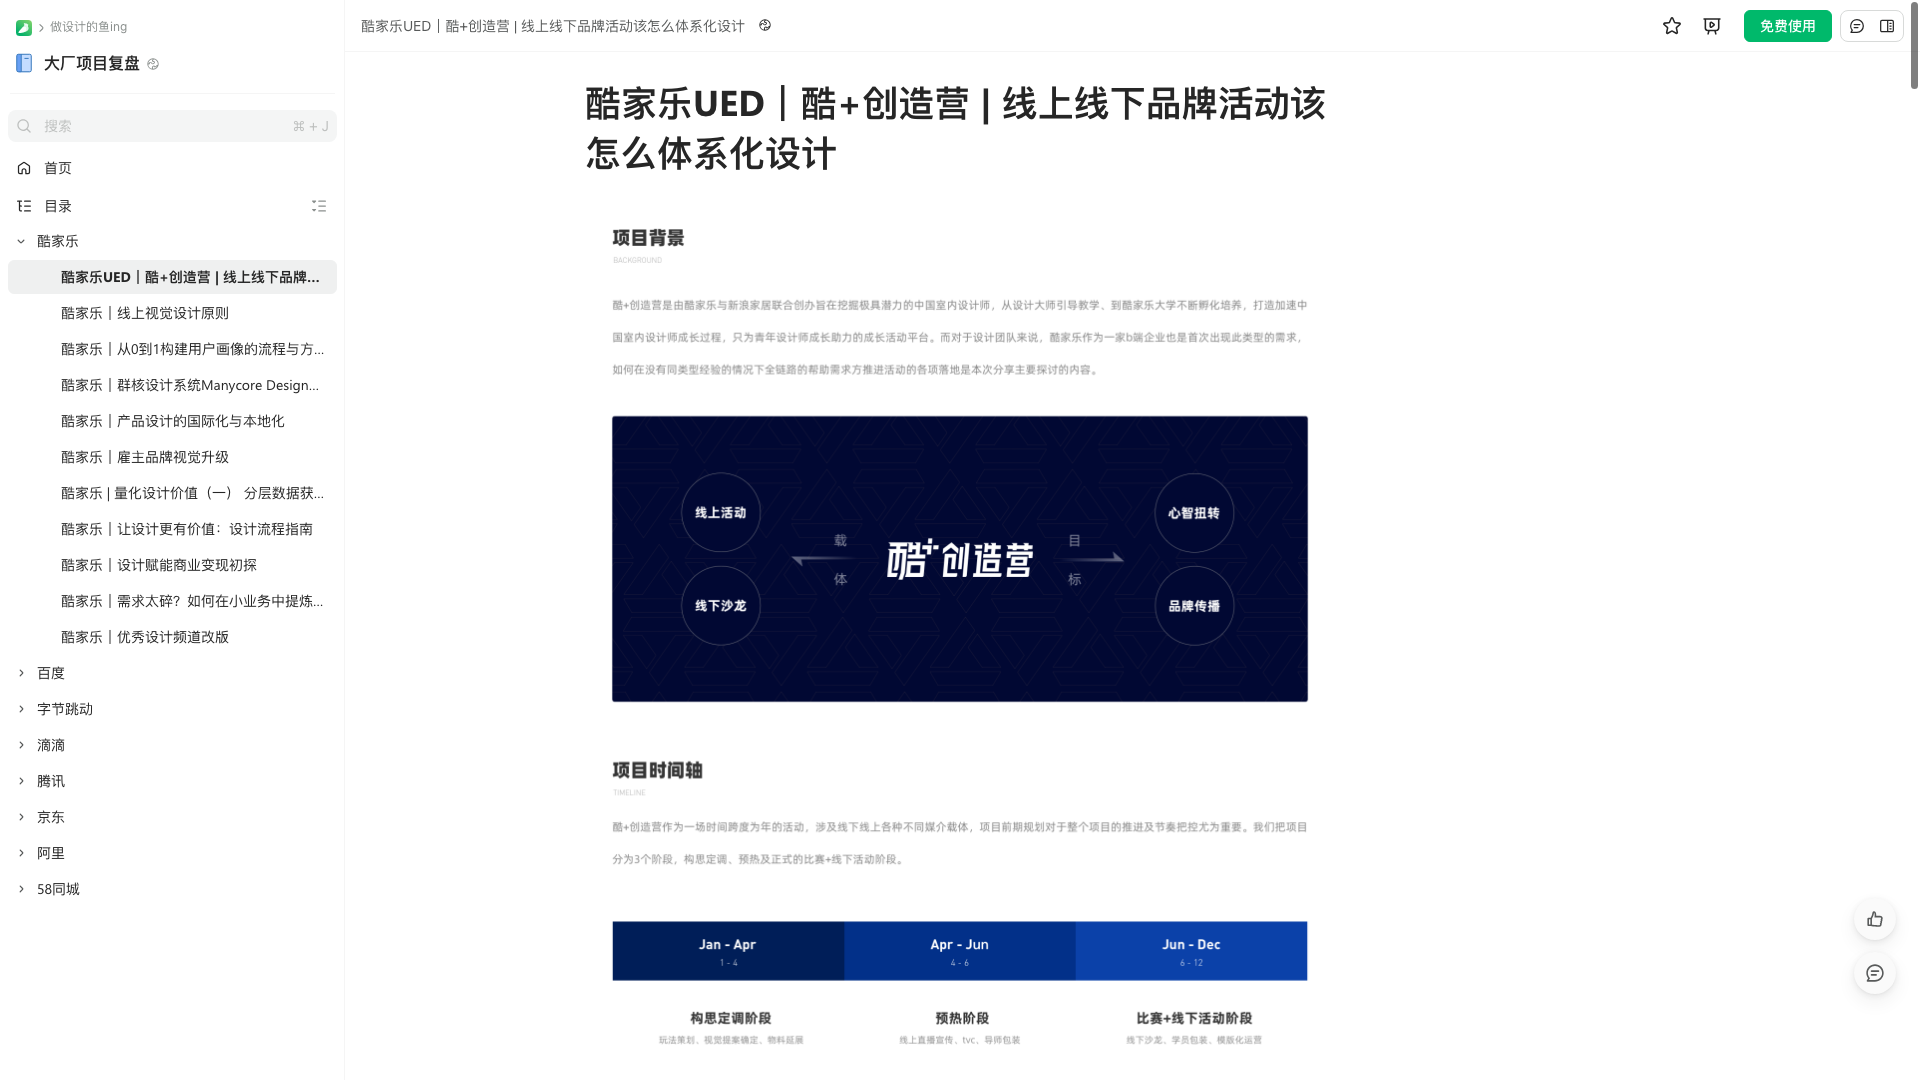 做设计的鱼ing
大厂项目复盘
搜索
⌘ + J
首页
目录
酷家乐
酷家乐UED｜酷+创造营 | 线上线下品牌...
酷家乐｜线上视觉设计原则
酷家乐｜从0到1构建用户画像的流程与方...
酷家乐｜群核设计系统Manycore Design...
酷家乐｜产品设计的国际化与本地化
酷家乐｜雇主品牌视觉升级
酷家乐 | 量化设计价值（一） 分层数据获...
酷家乐｜让设计更有价值：设计流程指南
酷家乐｜设计赋能商业变现初探
酷家乐｜需求太碎？如何在小业务中提炼...
酷家乐｜优秀设计频道改版
百度
字节跳动
滴滴
腾讯
京东
阿里
58同城
酷家乐UED｜酷+创造营 | 线上线下品牌活动该怎么体系化设计
免费使用
酷家乐UED｜酷+创造营 | 线上线下品牌活动该
怎么体系化设计
项目背景
BACKGROUND
酷+创造营是由酷家乐与新浪家居联合创办旨在挖掘极具潜力的中国室内设计师，从设计大师引导教学、到酷家乐大学不断孵化培养，打造加速中
国室内设计师成长过程，只为青年设计师成长助力的成长活动平台。而对于设计团队来说，酷家乐作为一家b端企业也是首次出现此类型的需求，
如何在没有同类型经验的情况下全链路的帮助需求方推进活动的各项落地是本次分享主要探讨的内容。
线上活动
线下沙龙
载
体
酷+创造营
目
标
心智扭转
品牌传播
项目时间轴
TIMELINE
酷+创造营作为一场时间跨度为年的活动，涉及线下线上各种不同媒介载体，项目前期规划对于整个项目的推进及节奏把控尤为重要。我们把项目
分为3个阶段，构思定调、预热及正式的比赛+线下活动阶段。
Jan - Apr
1 - 4
Apr - Jun
4 - 6
Jun - Dec
6 - 12
构思定调阶段
玩法策划、视觉提案确定、物料延展
预热阶段
线上直播宣传、tvc、导师包装
比赛+线下活动阶段
线下沙龙、学员包装、模版化运营